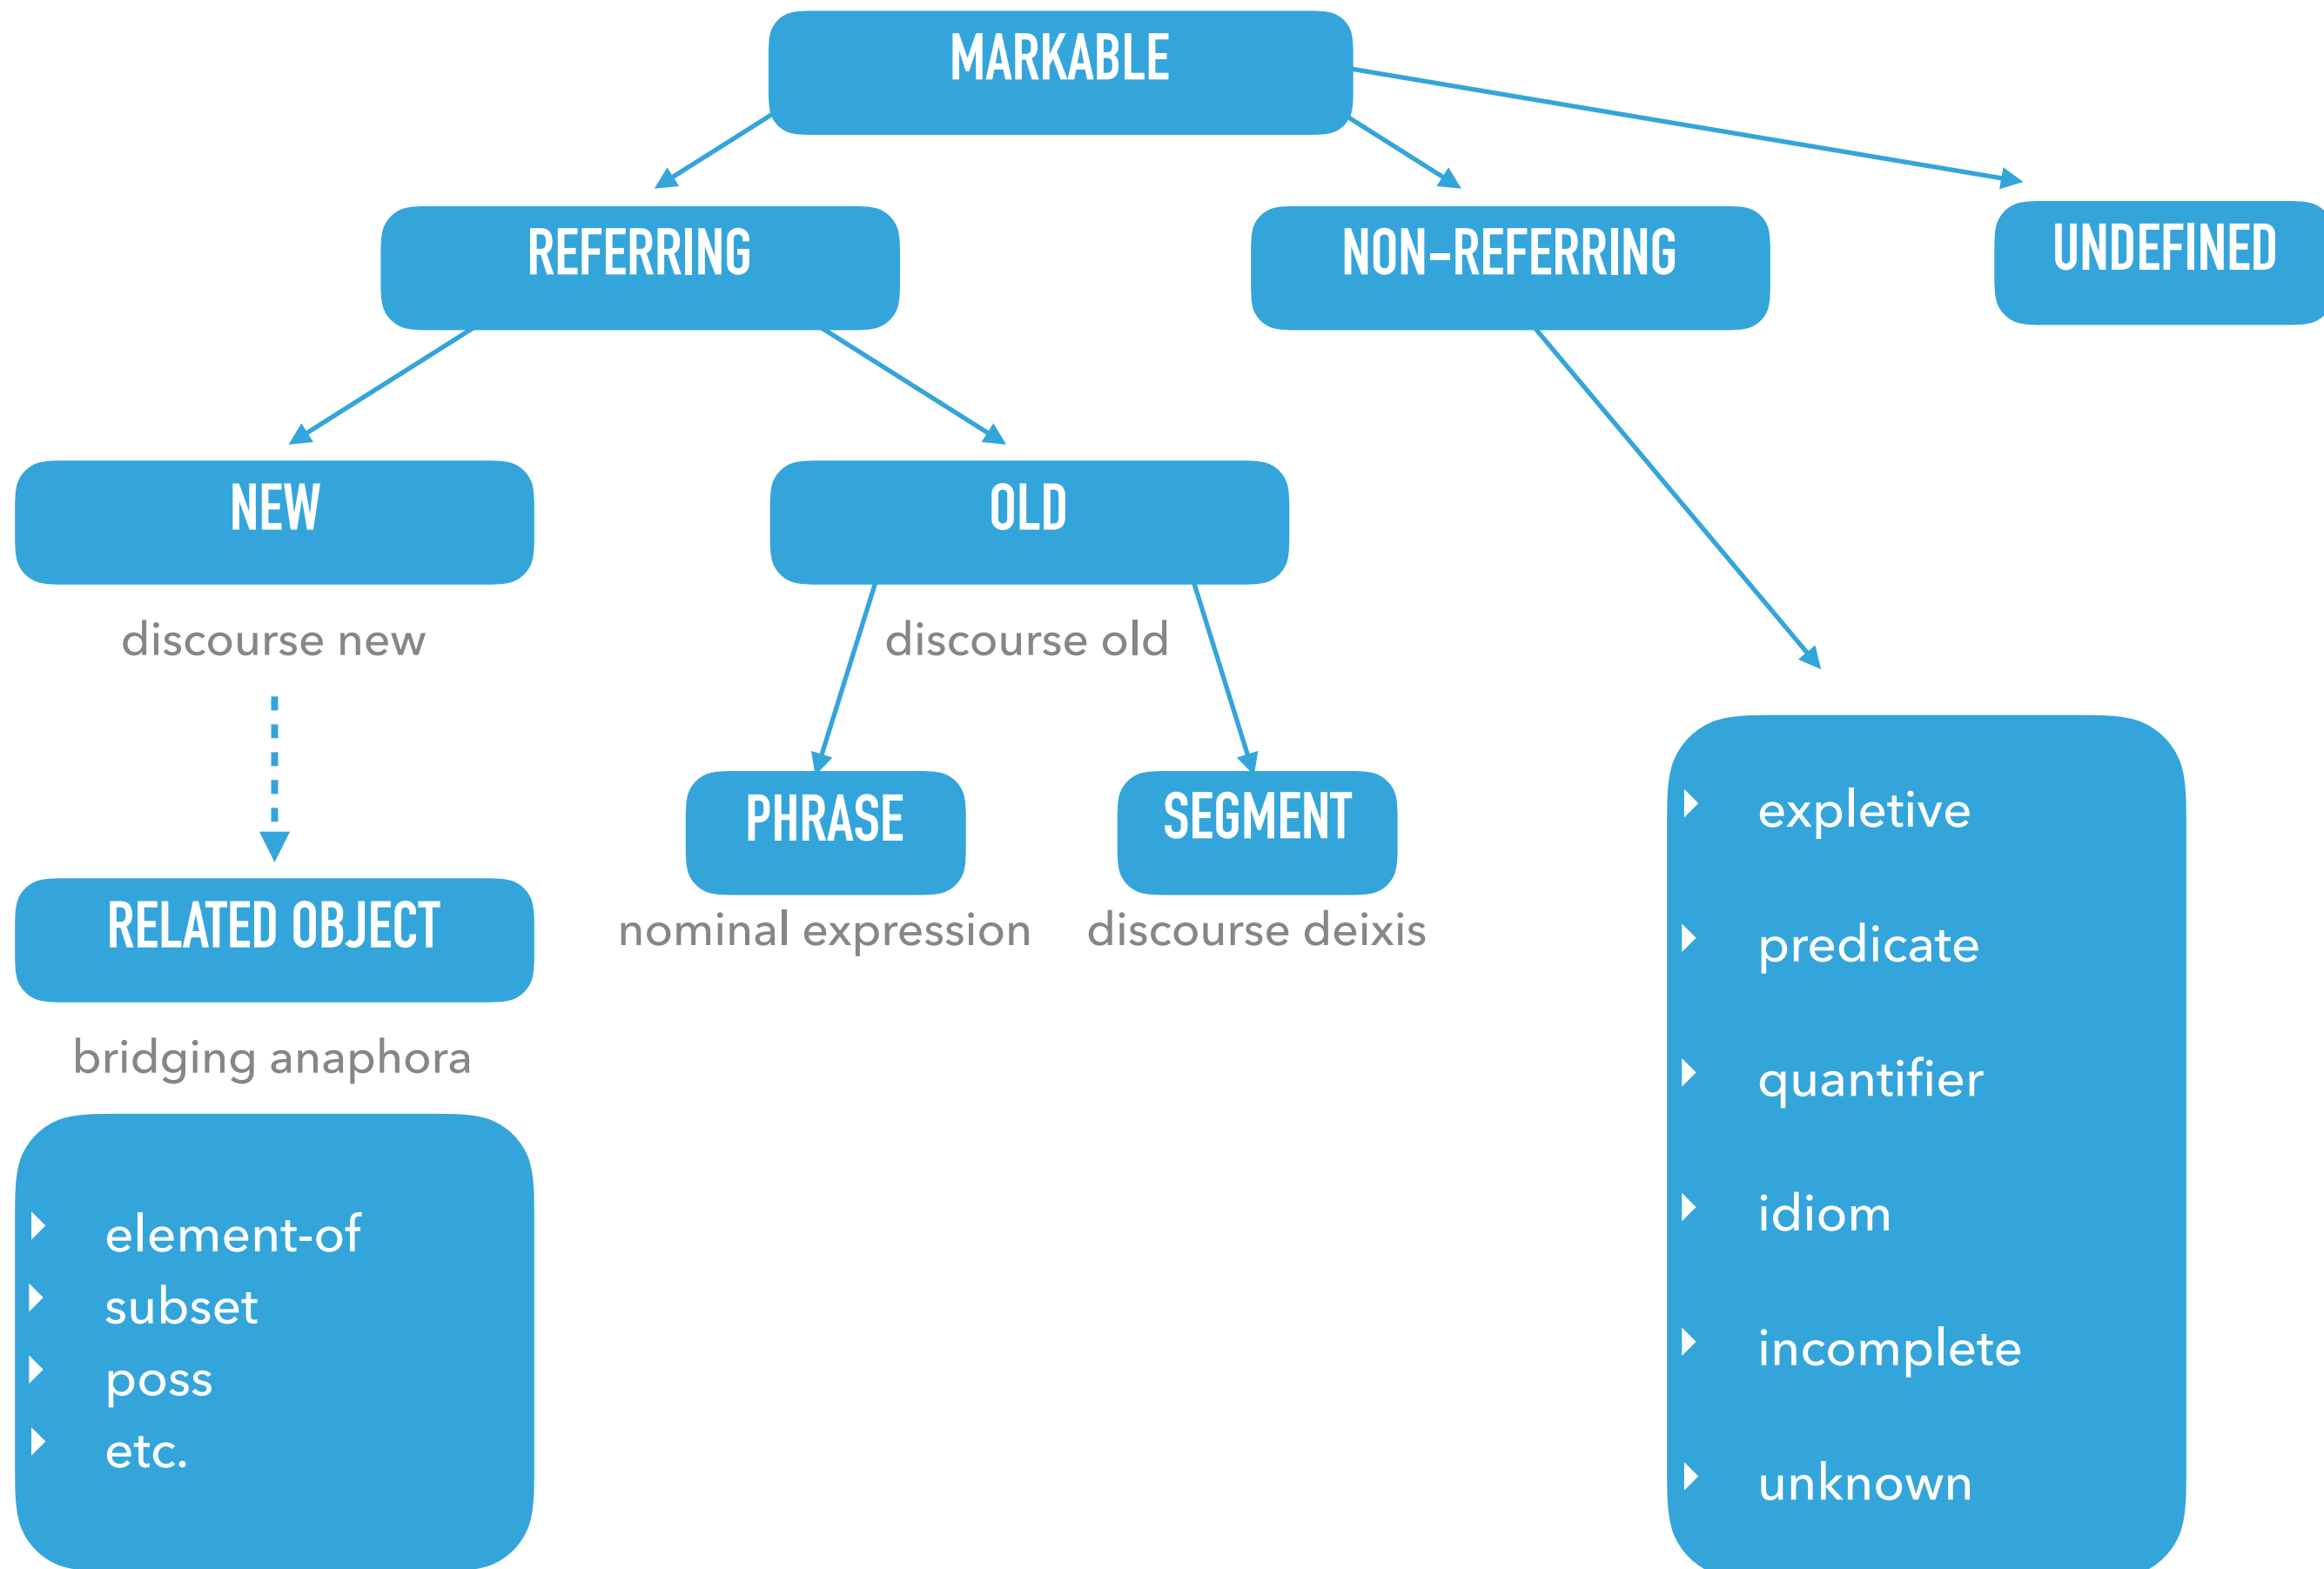 MARKABLE
REFERRING
NON-REFERRING
UNDEFINED
NEW
OLD
discourse new
discourse old
PHRASE
SEGMENT
RELATED OBJECT
nominal expression
discourse deixis
bridging anaphora
element-of
subset
poss
etc.
expletive
predicate
quantifier
idiom
incomplete
unknown